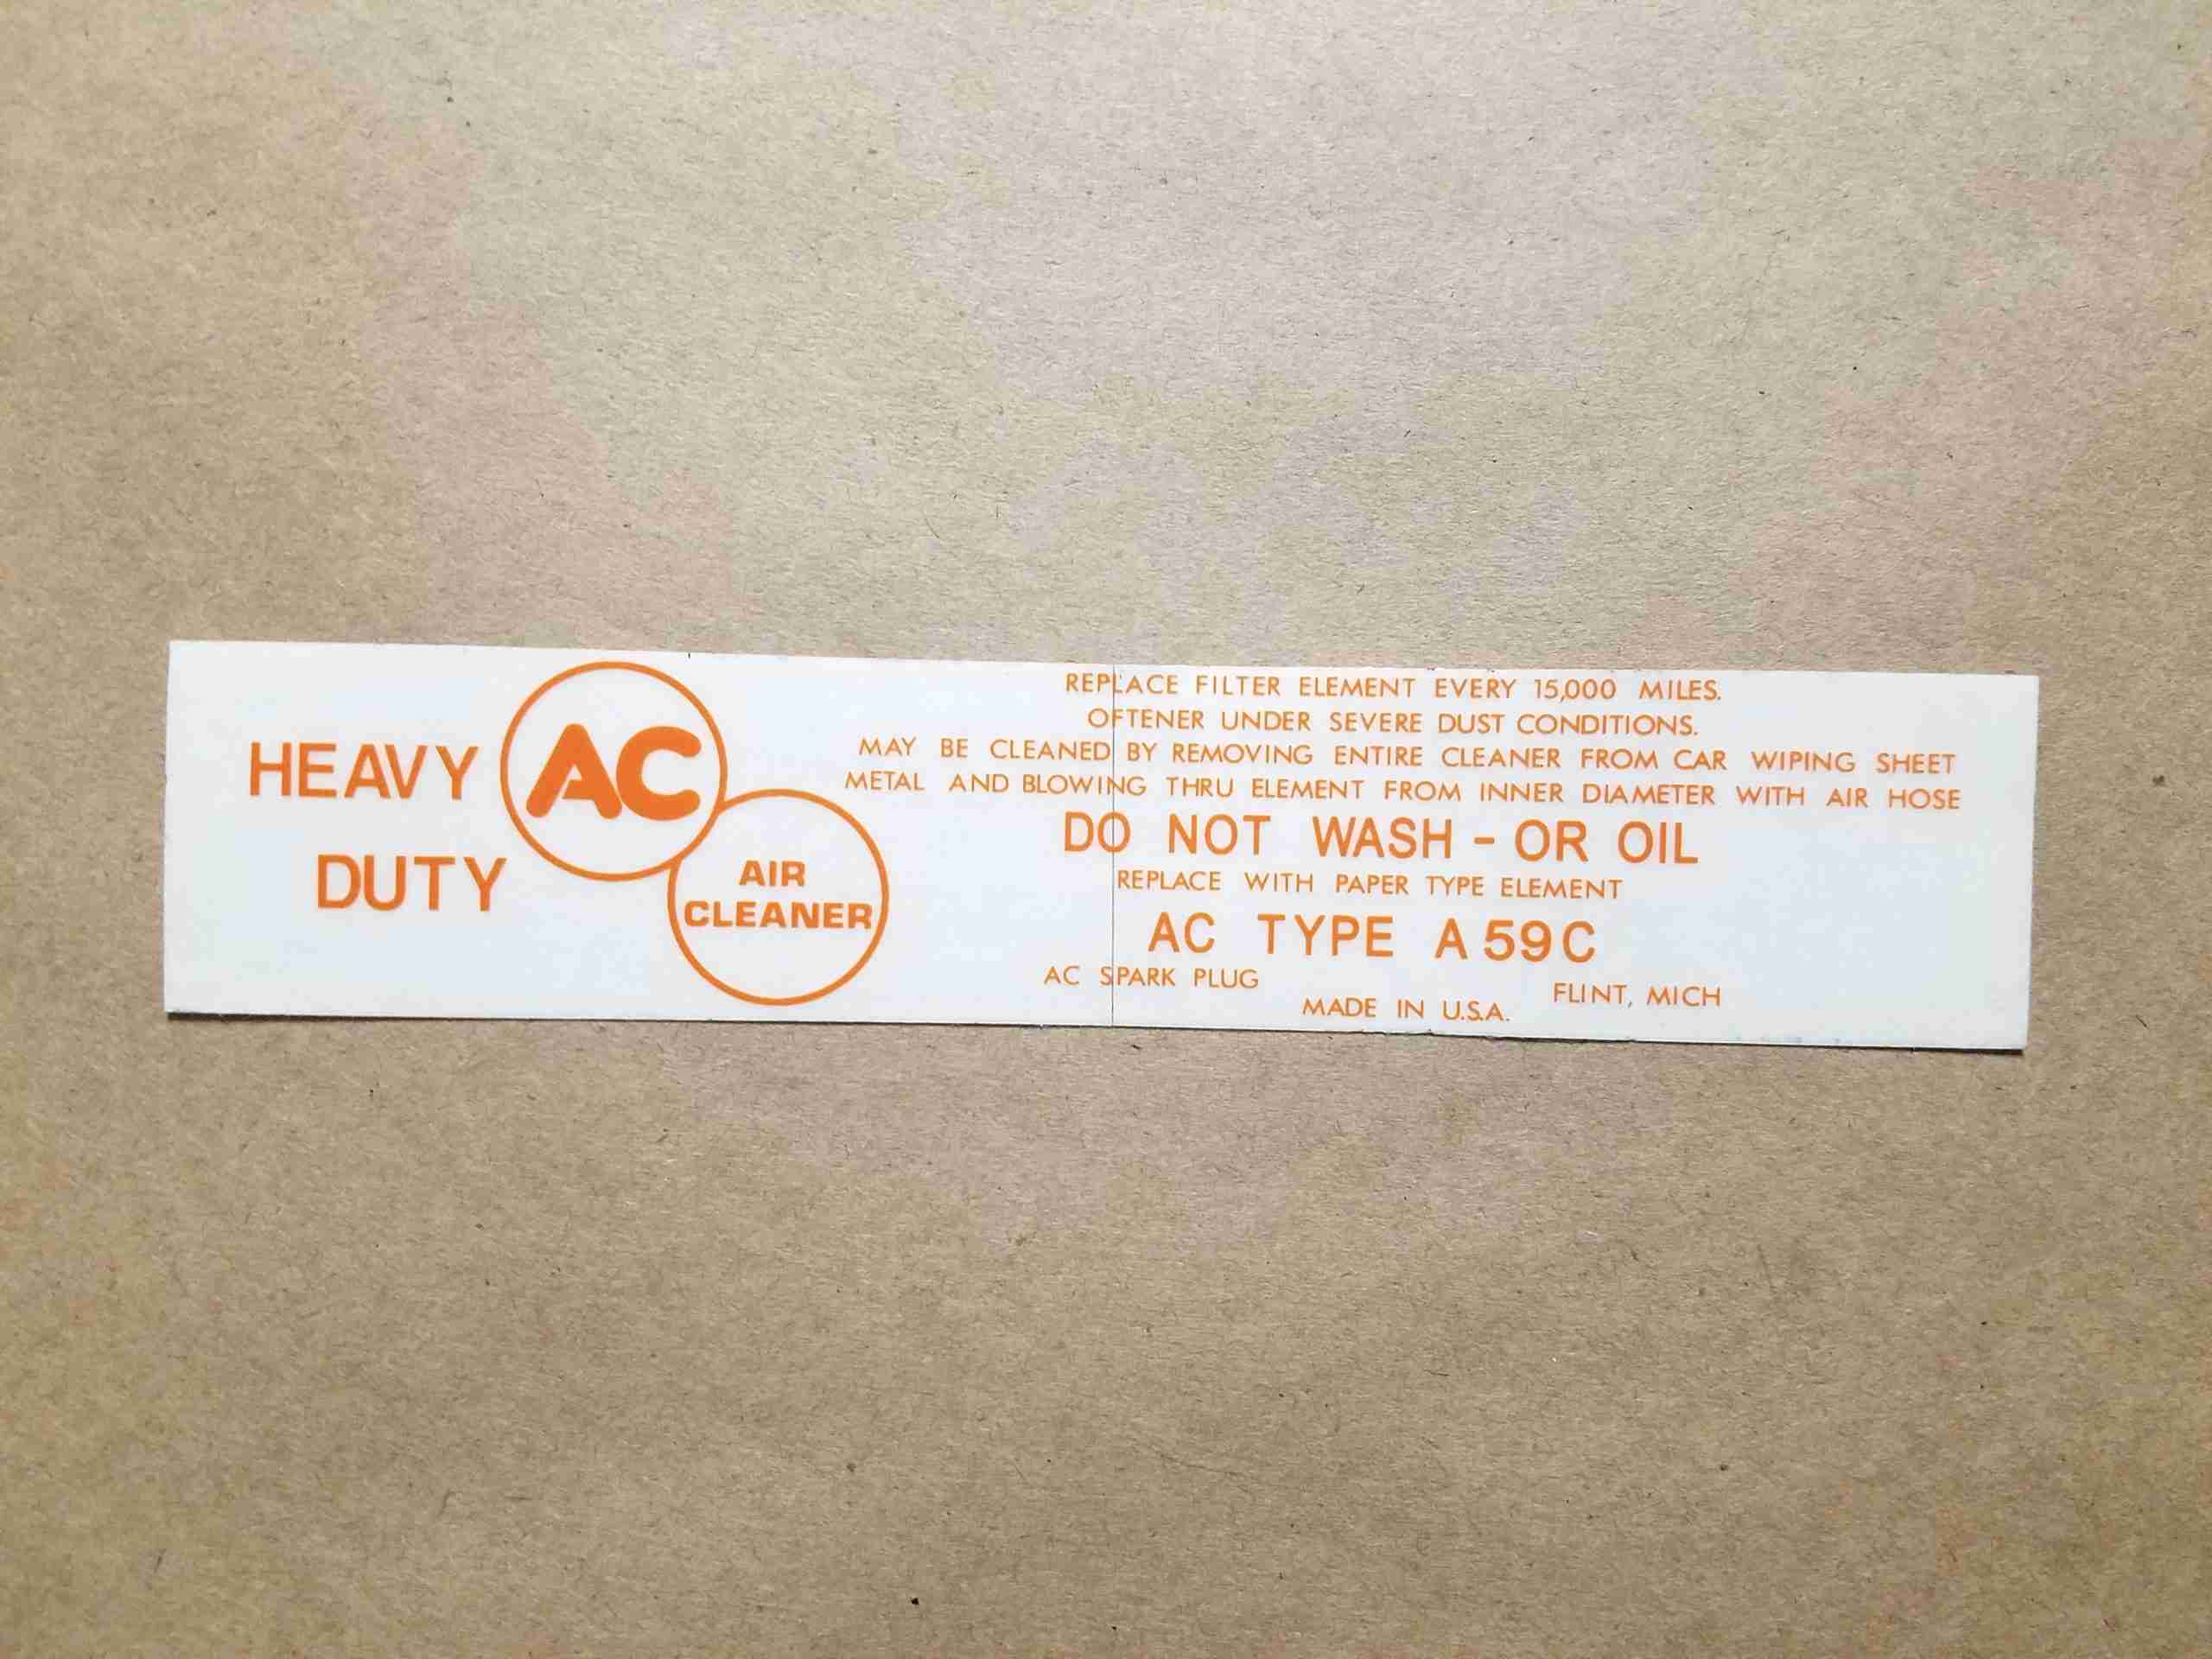 HEAVY
DUTY
AC
AIR
CLEANER
REPLACE FILTER ELEMENT EVERY 15,000 MILES.
OFTENER UNDER SEVERE DUST CONDITIONS.
MAY BE CLEANED BY REMOVING ENTIRE CLEANER FROM CAR WIPING SHEET
METAL AND BLOWING THRU ELEMENT FROM INNER DIAMETER WITH AIR HOSE
DO NOT WASH - OR OIL
REPLACE WITH PAPER TYPE ELEMENT
AC TYPE A59C
AC SPARK PLUG
FLINT, MICH
MADE IN U.S.A.